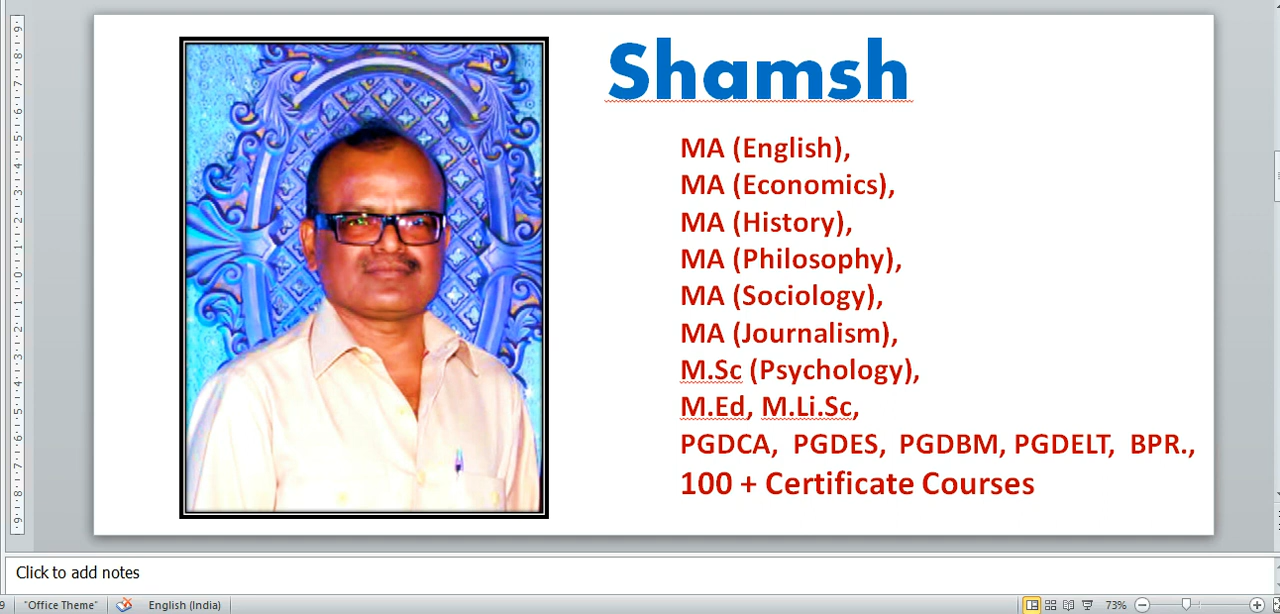 Shamsh
MA (English),
MA (Economics),
MA (History),
MA (Philosophy),
MA (Sociology),
MA (Journalism),
M.Sc (Psychology),
M.Ed, M.Li.Sc,
PGDCA, PGDES, PGDBM, PGDELT, BPR.,
100 + Certificate Courses
Click to add notes
9 "Office Theme" English (India) 73%